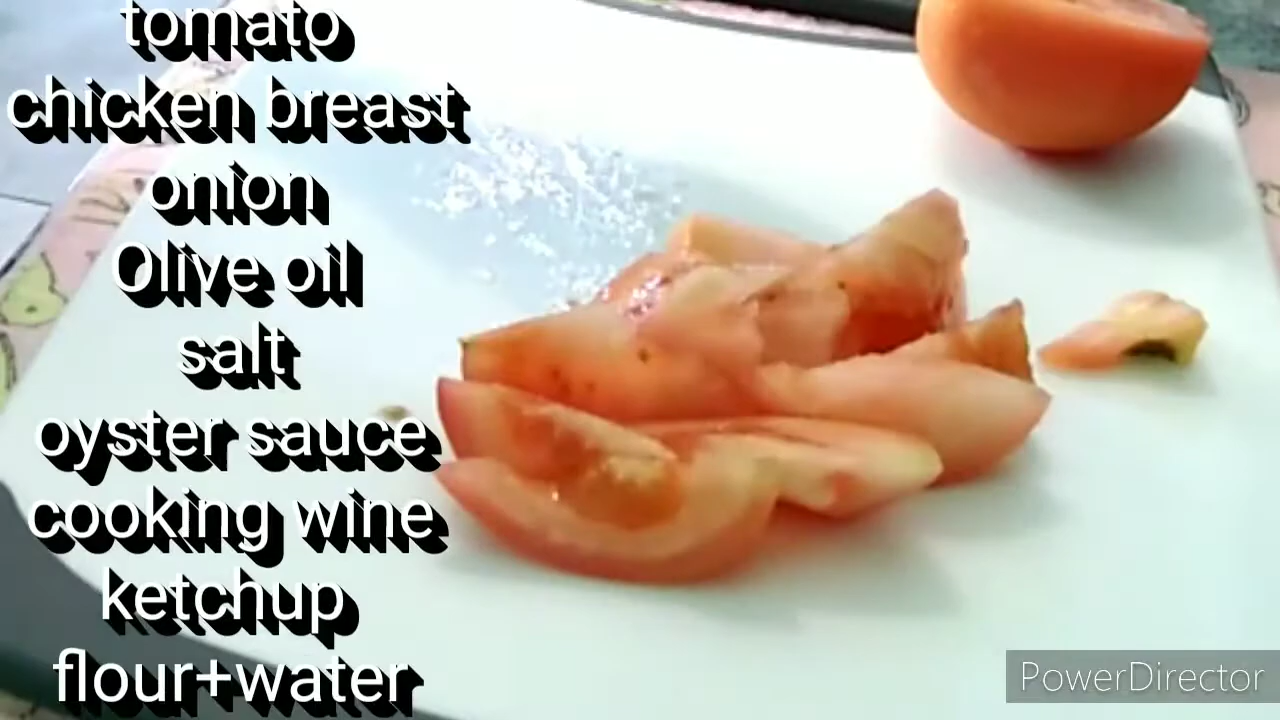 tomato
chicken breast
onion
Olive oil
salt
oyster sauce
cooking wine
ketchup
flour+water
PowerDirector